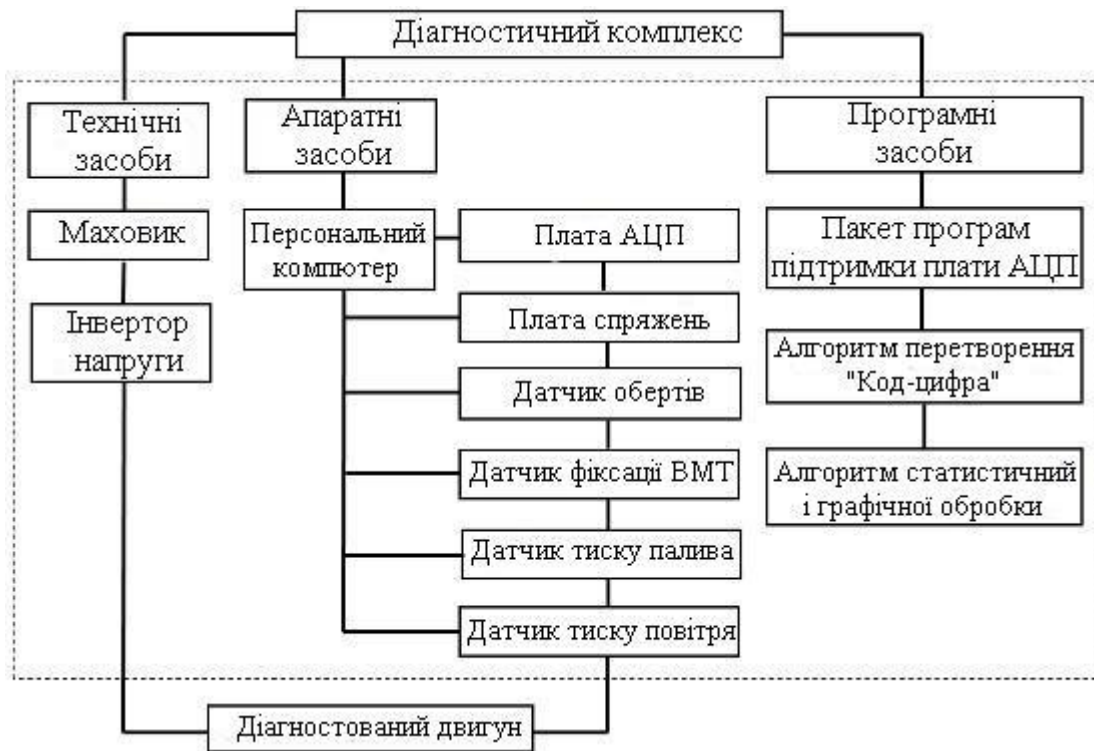 Діагностичний комплекс
Технічні
засоби
Маховик
Інвертор
напруги
Апаратні
засоби
Персональний
компютер
Плата АЦП
Плата спряжень
Датчик обертів
Датчик фіксації ВМТ
Датчик тиску палива
Датчик тиску повітря
Програмні
засоби
Пакет програм
підтримки плати АЦП
Алгоритм перетворення
"Код-цифра"
Алгоритм статистичний
і графічної обробки
Діагностований двигун